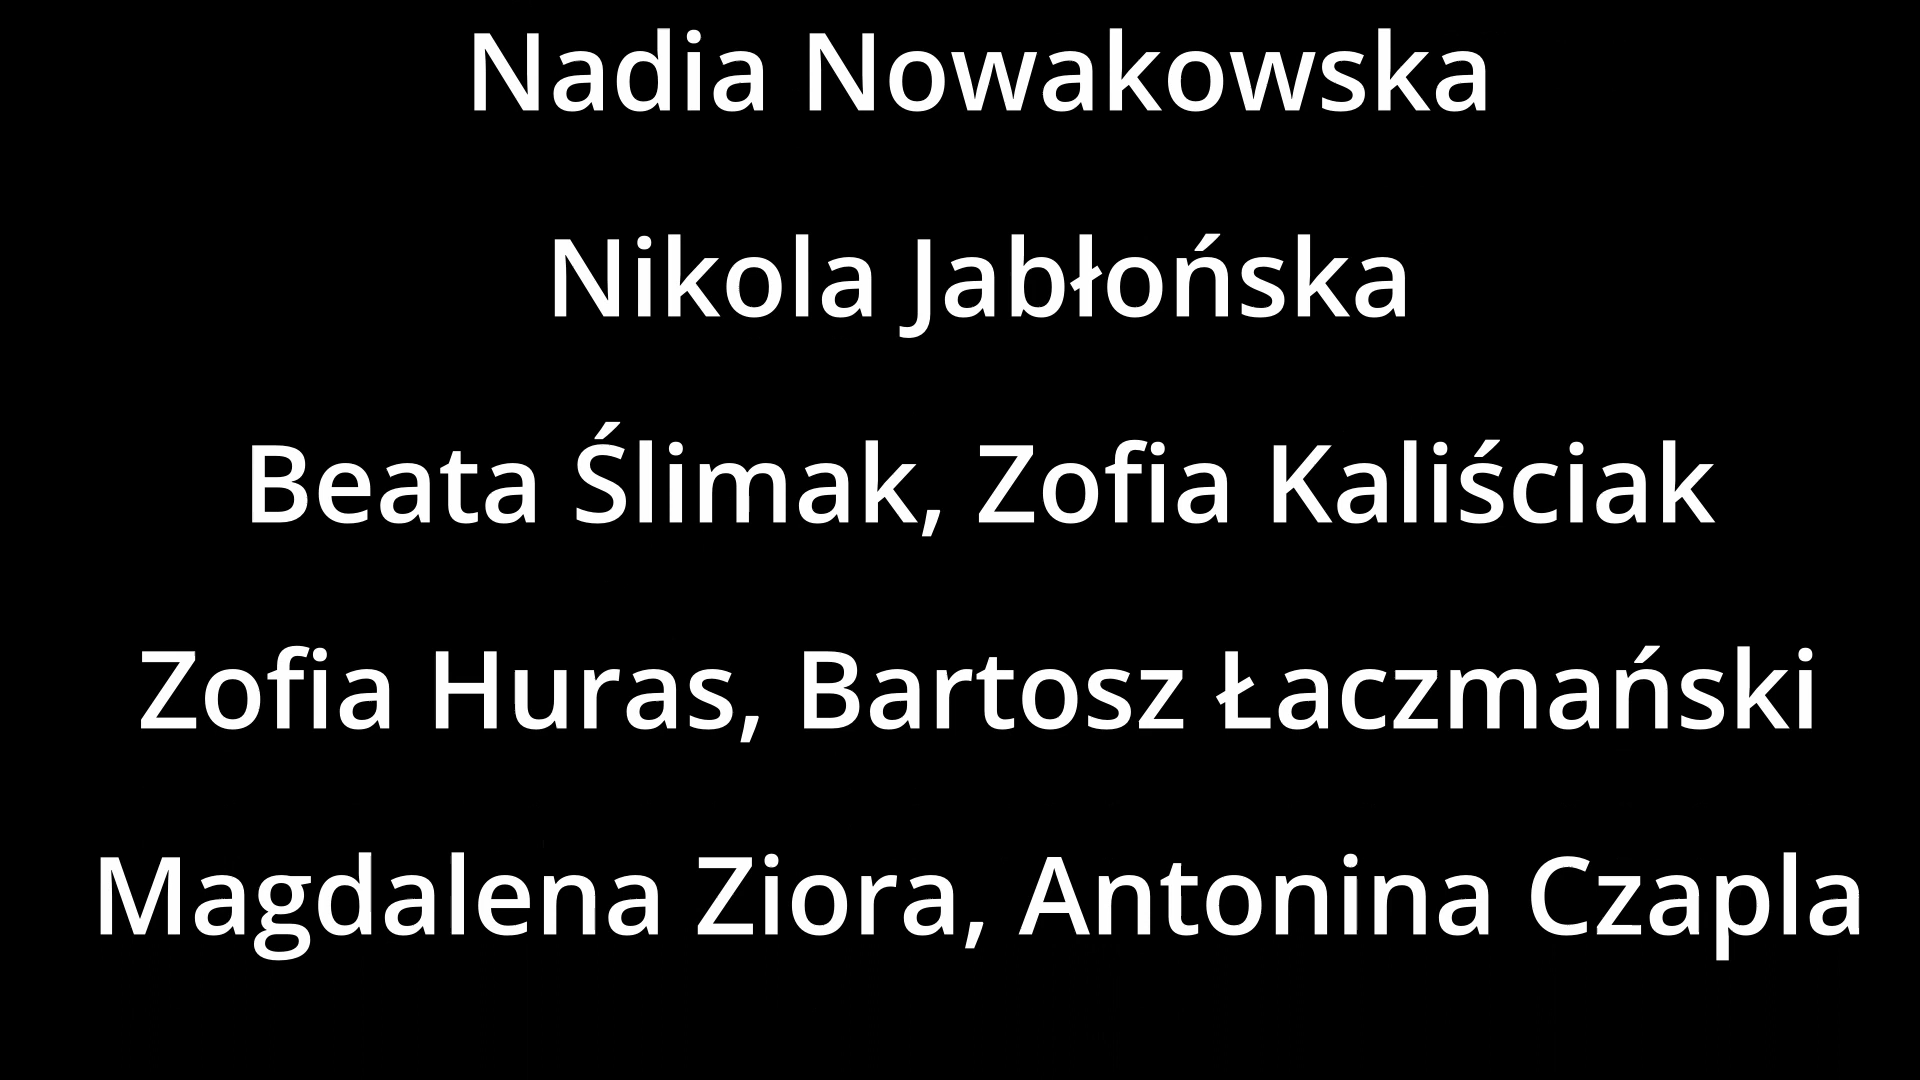 Nadia Nowakowska
Nikola Jabłońska
Beata Ślimak, Zofia Kaliściak
Zofia Huras, Bartosz Łaczmański
Magdalena Ziora, Antonina Czapla